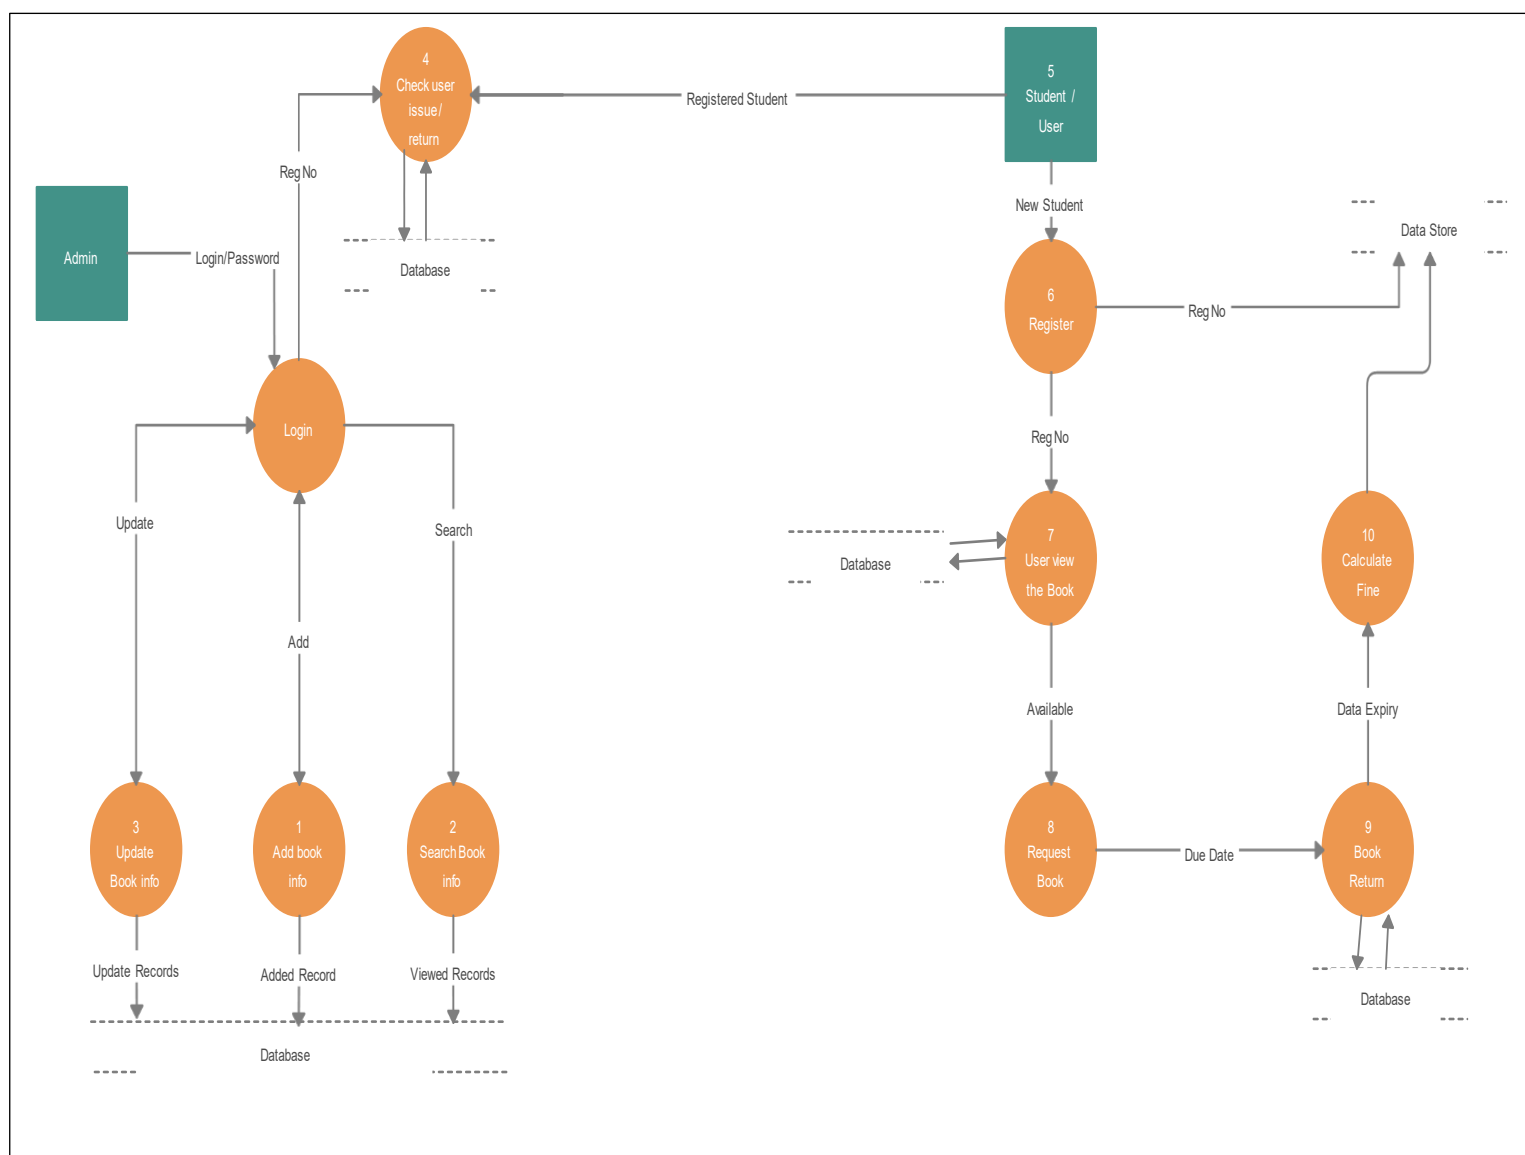 4
Check user
issue /
return
5
Student /
User
Registered Student
Reg No
New Student
Admin
Login/Password
Data Store
Database
6
Register
Reg No
Login
Reg No
Update
Search
7
User view
the Book
Database
10
Calculate
Fine
Add
Available
Data Expiry
3
Update
Book info
1
Add book
info
2
Search Book
info
8
Request
Book
Due Date
9
Book
Return
Update Records
Added Record
Viewed Records
Database
Database